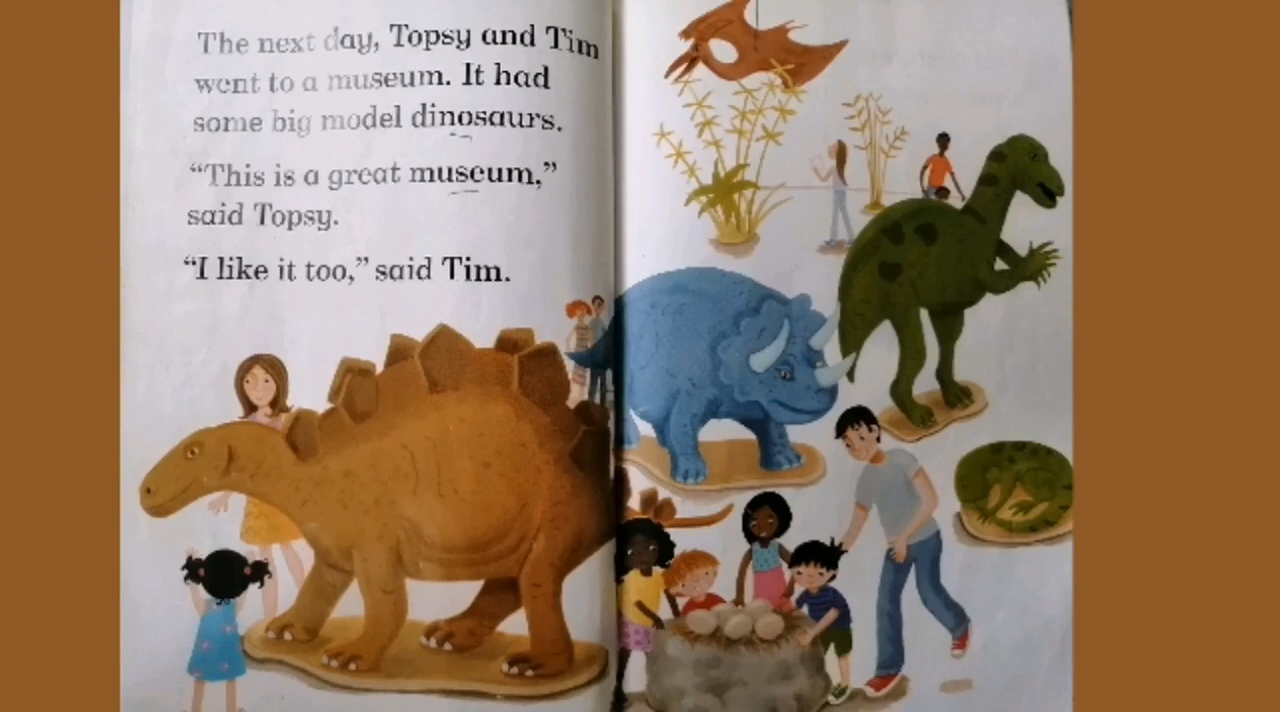 The next day, Topsy and Tim
went to a museum. It had
some big model dinosaurs.
“This is a great museum,”
said Topsy.
“I like it too,” said Tim.